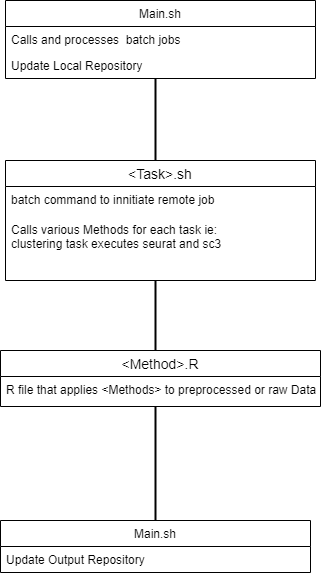 Main.sh
Calls and processes  batch jobs
Update Local Repository
<Task>.sh
batch command to innitiate remote job
Calls various Methods for each task ie:
clustering task executes seurat and sc3
<Method>.R
R file that applies <Methods> to preprocessed or raw Data
Main.sh
Update Output Repository